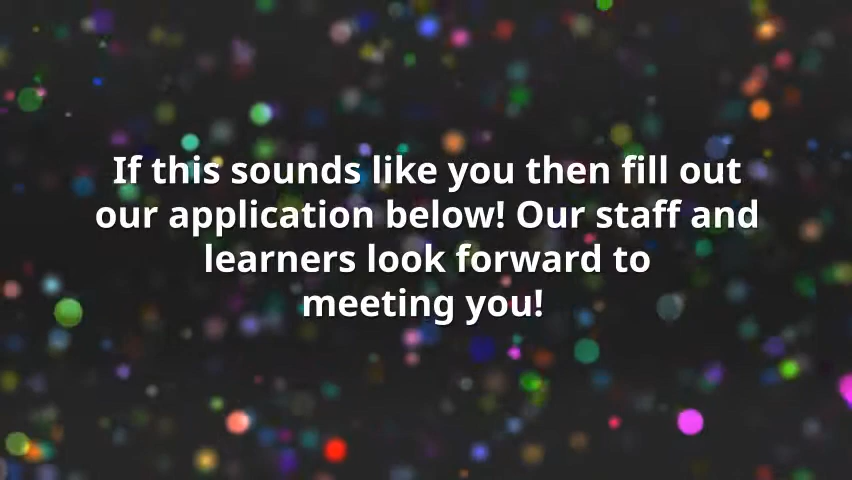 If this sounds like you then fill out
our application below! Our staff and
learners look forward to
meeting you!